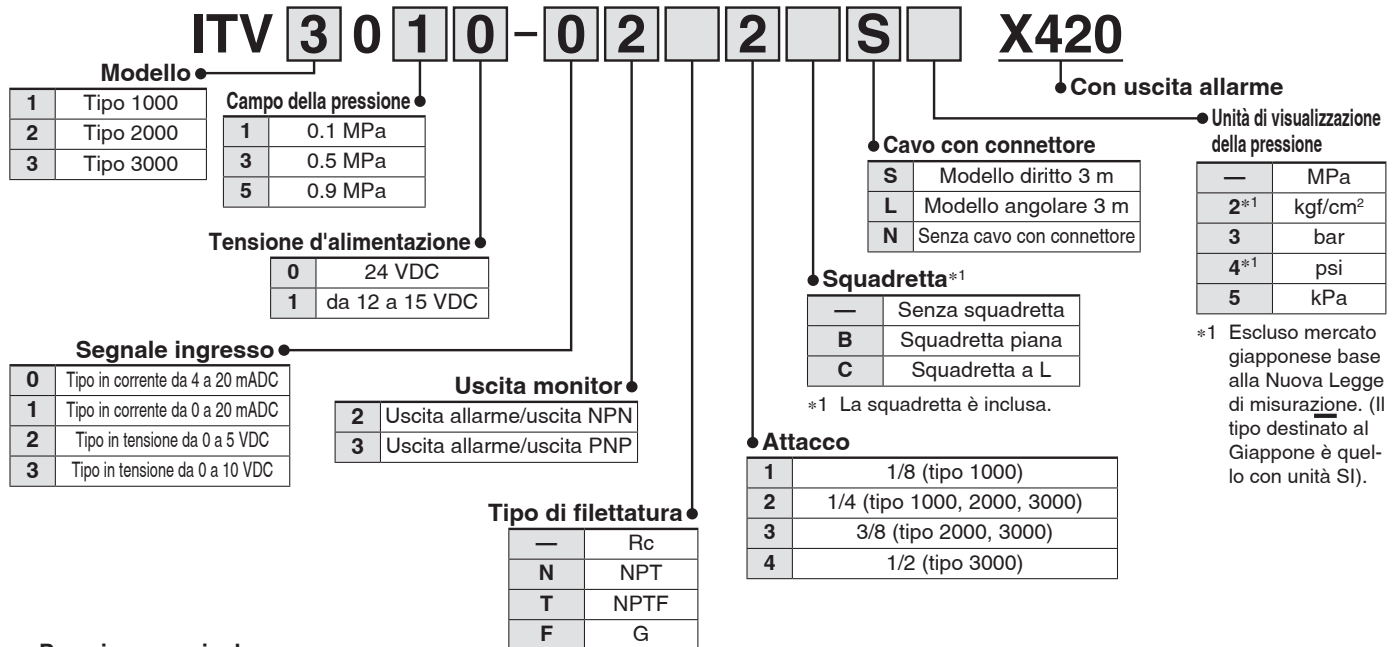 ITV 3 0 1 0 - 0 2 2 S X420
Modello
1 Tipo 1000
2 Tipo 2000
3 Tipo 3000
Campo della pressione
1 0.1 MPa
3 0.5 MPa
5 0.9 MPa
Tensione d'alimentazione
0 24 VDC
1 da 12 a 15 VDC
Segnale ingresso
0 Tipo in corrente da 4 a 20 mADC
1 Tipo in corrente da 0 a 20 mADC
2 Tipo in tensione da 0 a 5 VDC
3 Tipo in tensione da 0 a 10 VDC
Uscita monitor
2 Uscita allarme/uscita NPN
3 Uscita allarme/uscita PNP
Tipo di filettatura
— Rc
N NPT
T NPTF
F G
Attacco
1 1/8 (tipo 1000)
2 1/4 (tipo 1000, 2000, 3000)
3 3/8 (tipo 2000, 3000)
4 1/2 (tipo 3000)
Squadretta*1
— Senza squadretta
B Squadretta piana
C Squadretta a L
*1 La squadretta è inclusa.
Cavo con connettore
S Modello diritto 3 m
L Modello angolare 3 m
N Senza cavo con connettore
Con uscita allarme
Unità di visualizzazione
della pressione
— MPa
2*1 kgf/cm²
3 bar
4*1 psi
5 kPa
*1 Escluso mercato
giapponese base
alla Nuova Legge
di misurazione. (Il
tipo destinato al
Giappone è quel-
lo con unità SI).